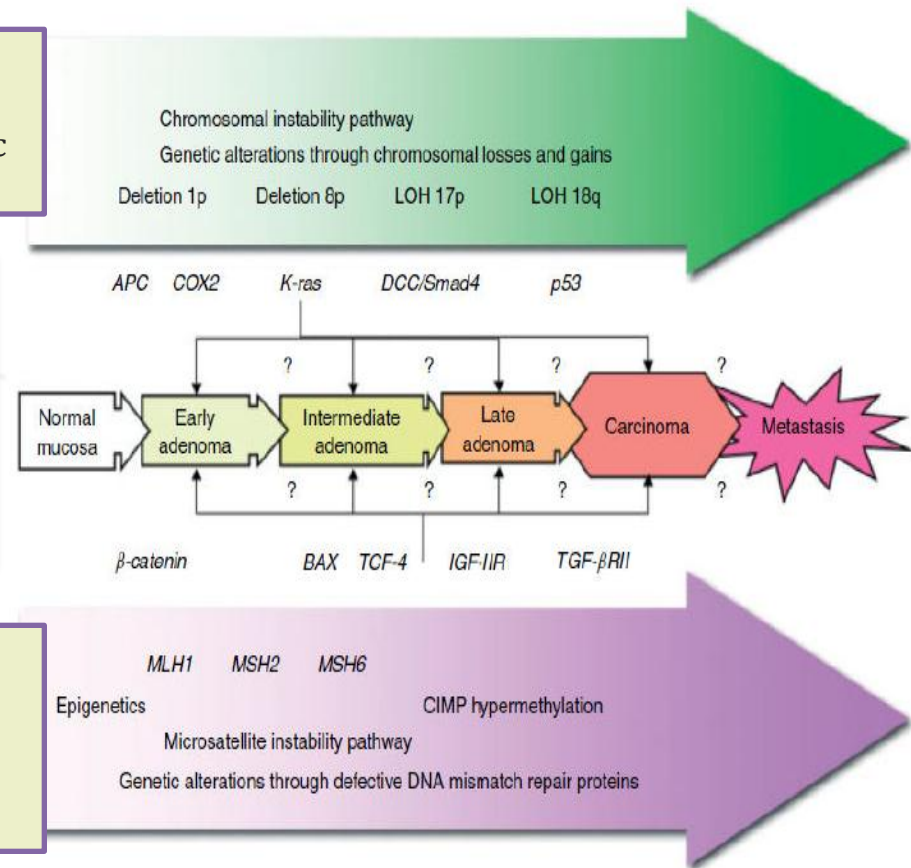 c
Chromosomal instability pathway
Genetic alterations through chromosomal losses and gains
Deletion 1p Deletion 8p LOH 17p LOH 18q
APC COX2 K-ras DCC/Smad4 p53
? ? ? ?
Normal mucosa
Early adenoma
Intermediate adenoma
Late adenoma
Carcinoma
Metastasis
? ? ? ?
β-catenin BAX TCF-4 IGF-IIR TGF-βRII
MLH1 MSH2 MSH6
Epigenetics CIMP hypermethylation
Microsatellite instability pathway
Genetic alterations through defective DNA mismatch repair proteins